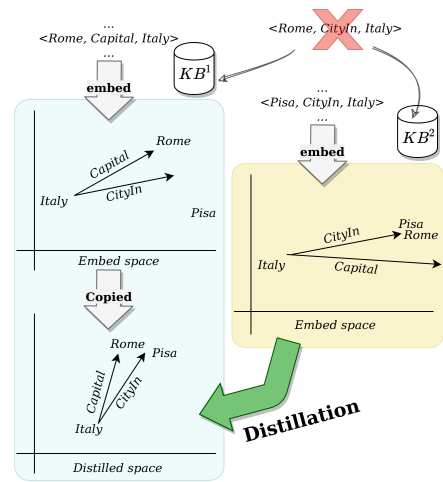 ...
<Rome, Capital, Italy>
...
<Rome, CityIn, Italy>
KB¹
embed
...
<Pisa, CityIn, Italy>
...
KB²
embed
Rome
Capital
CityIn
Italy
Pisa
Embed space
Pisa
Rome
CityIn
Italy
Capital
Embed space
Copied
Rome
Pisa
Capital
CityIn
Italy
Distilled space
Distillation